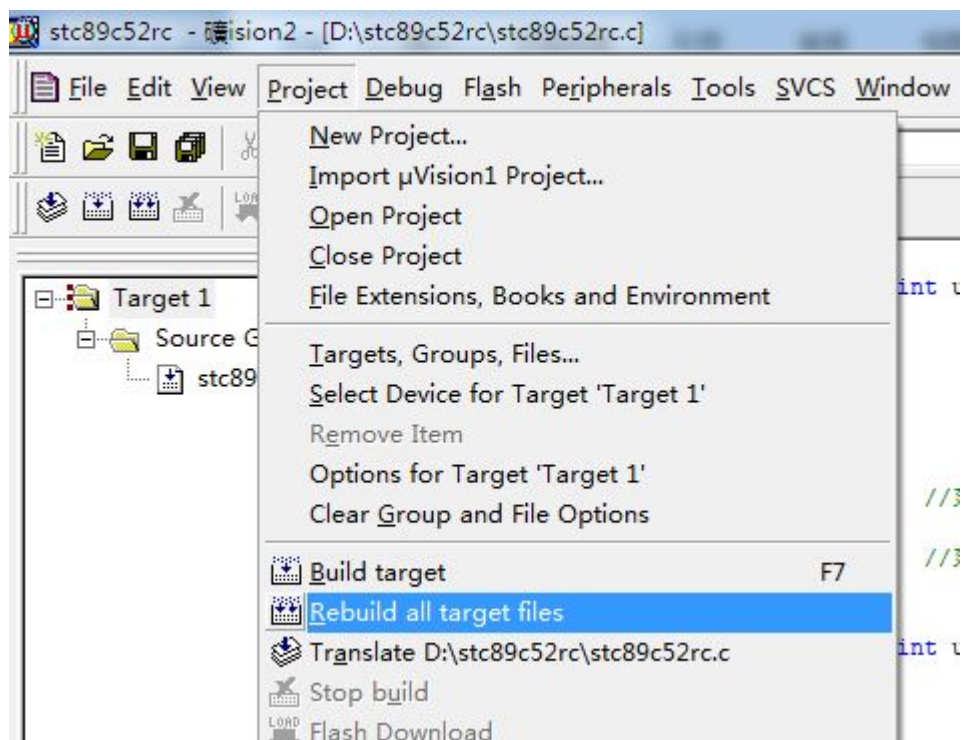 stc89c52rc - 礦ision2 - [D:\stc89c52rc\stc89c52rc.c]
File Edit View Project Debug Flash Peripherals Tools SVCS Window
New Project...
Import µVision1 Project...
Open Project
Close Project
File Extensions, Books and Environment
int
Target 1
Source
Targets, Groups, Files...
stc89
Select Device for Target 'Target 1'
Remove Item
Options for Target 'Target 1'
Clear Group and File Options
//
//
Build target F7
Rebuild all target files
Translate D:\stc89c52rc\stc89c52rc.c
int
Stop build
LOAD Flash Download